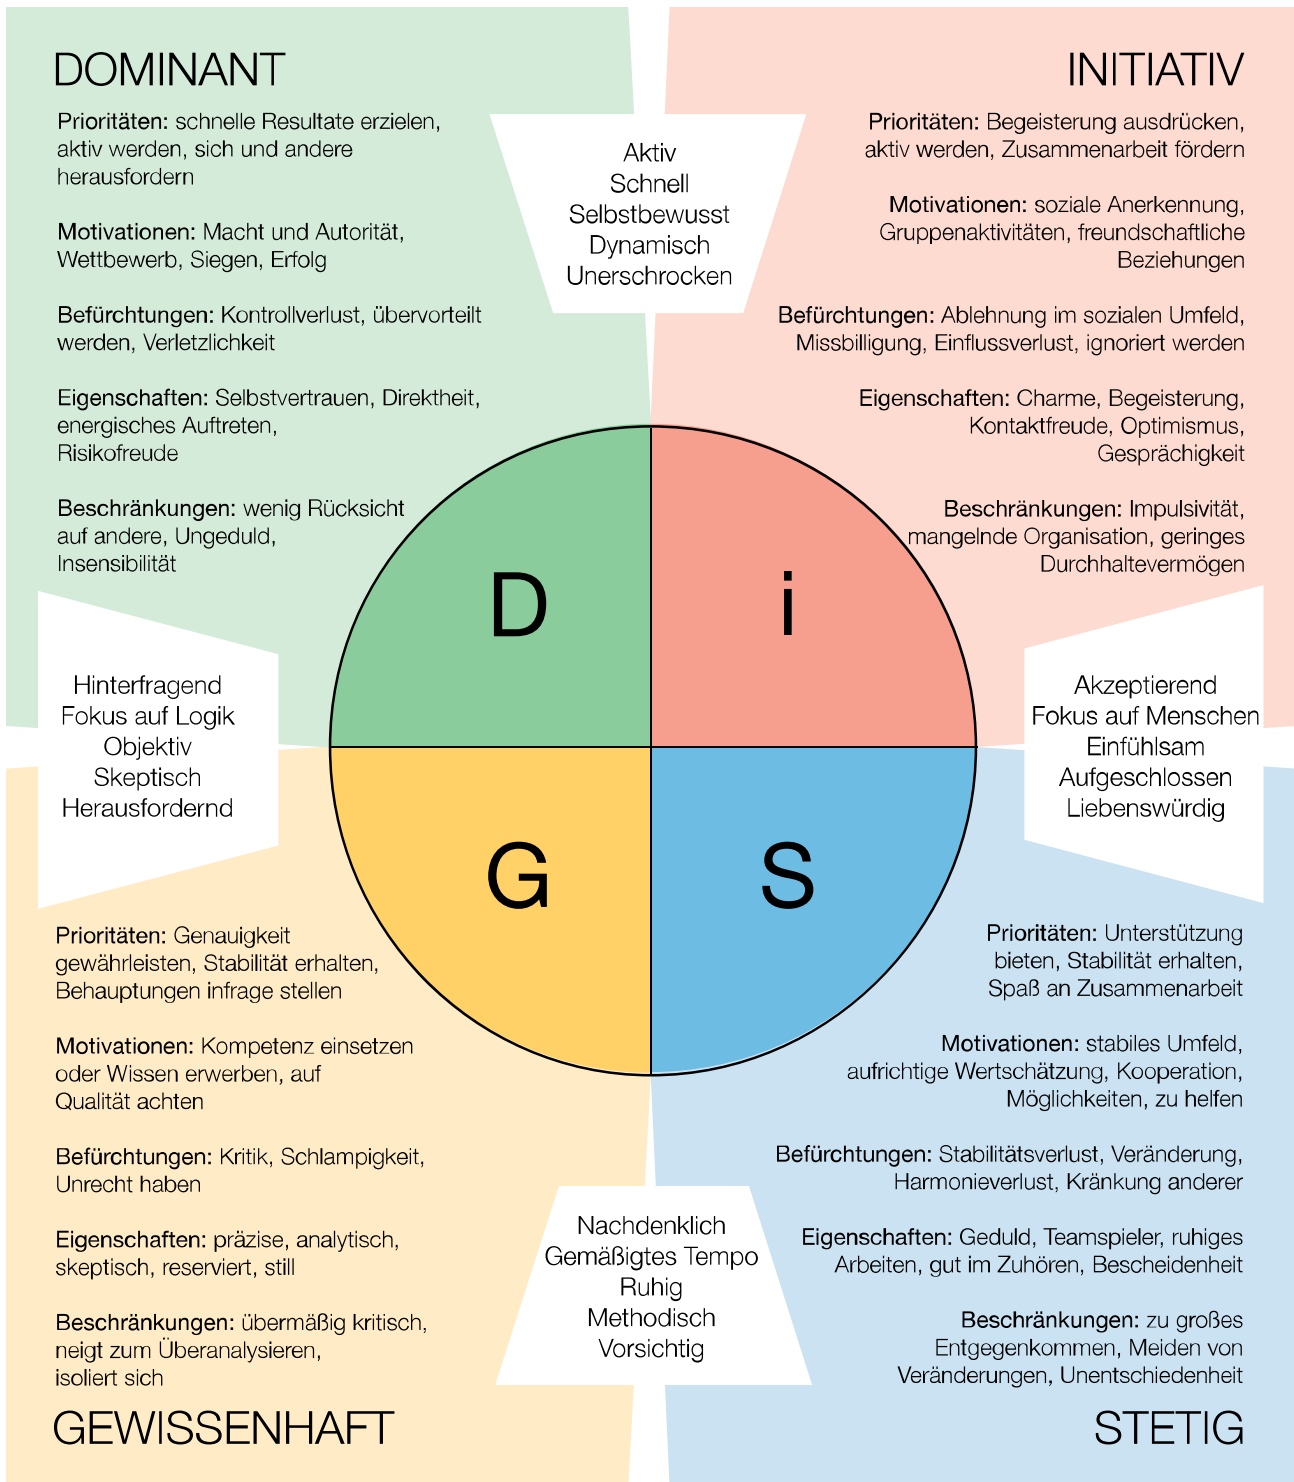 DOMINANT
Prioritäten: schnelle Resultate erzielen,
aktiv werden, sich und andere
herausfordern
Motivationen: Macht und Autorität,
Wettbewerb, Siegen, Erfolg
Befürchtungen: Kontrollverlust, übervorteilt
werden, Verletzlichkeit
Eigenschaften: Selbstvertrauen, Direktheit,
energisches Auftreten,
Risikofreude
Beschränkungen: wenig Rücksicht
auf andere, Ungeduld,
Insensibilität
Aktiv
Schnell
Selbstbewusst
Dynamisch
Unerschrocken
INITIATIV
Prioritäten: Begeisterung ausdrücken,
aktiv werden, Zusammenarbeit fördern
Motivationen: soziale Anerkennung,
Gruppenaktivitäten, freundschaftliche
Beziehungen
Befürchtungen: Ablehnung im sozialen Umfeld,
Missbilligung, Einflussverlust, ignoriert werden
Eigenschaften: Charme, Begeisterung,
Kontaktfreude, Optimismus,
Gesprächigkeit
Beschränkungen: Impulsivität,
mangelnde Organisation, geringes
Durchhaltevermögen
D
i
Hinterfragend
Fokus auf Logik
Objektiv
Skeptisch
Herausfordernd
Akzeptierend
Fokus auf Menschen
Einfühlsam
Aufgeschlossen
Liebenswürdig
G
S
Prioritäten: Genauigkeit
gewährleisten, Stabilität erhalten,
Behauptungen infrage stellen
Motivationen: Kompetenz einsetzen
oder Wissen erwerben, auf
Qualität achten
Befürchtungen: Kritik, Schlampigkeit,
Unrecht haben
Eigenschaften: präzise, analytisch,
skeptisch, reserviert, still
Beschränkungen: übermäßig kritisch,
neigt zum Überanalysieren,
isoliert sich
GEWISSENHAFT
Nachdenklich
Gemäßigtes Tempo
Ruhig
Methodisch
Vorsichtig
Prioritäten: Unterstützung
bieten, Stabilität erhalten,
Spaß an Zusammenarbeit
Motivationen: stabiles Umfeld,
aufrichtige Wertschätzung, Kooperation,
Möglichkeiten, zu helfen
Befürchtungen: Stabilitätsverlust, Veränderung,
Harmonieverlust, Kränkung anderer
Eigenschaften: Geduld, Teamspieler, ruhiges
Arbeiten, gut im Zuhören, Bescheidenheit
Beschränkungen: zu großes
Entgegenkommen, Meiden von
Veränderungen, Unentschiedenheit
STETIG